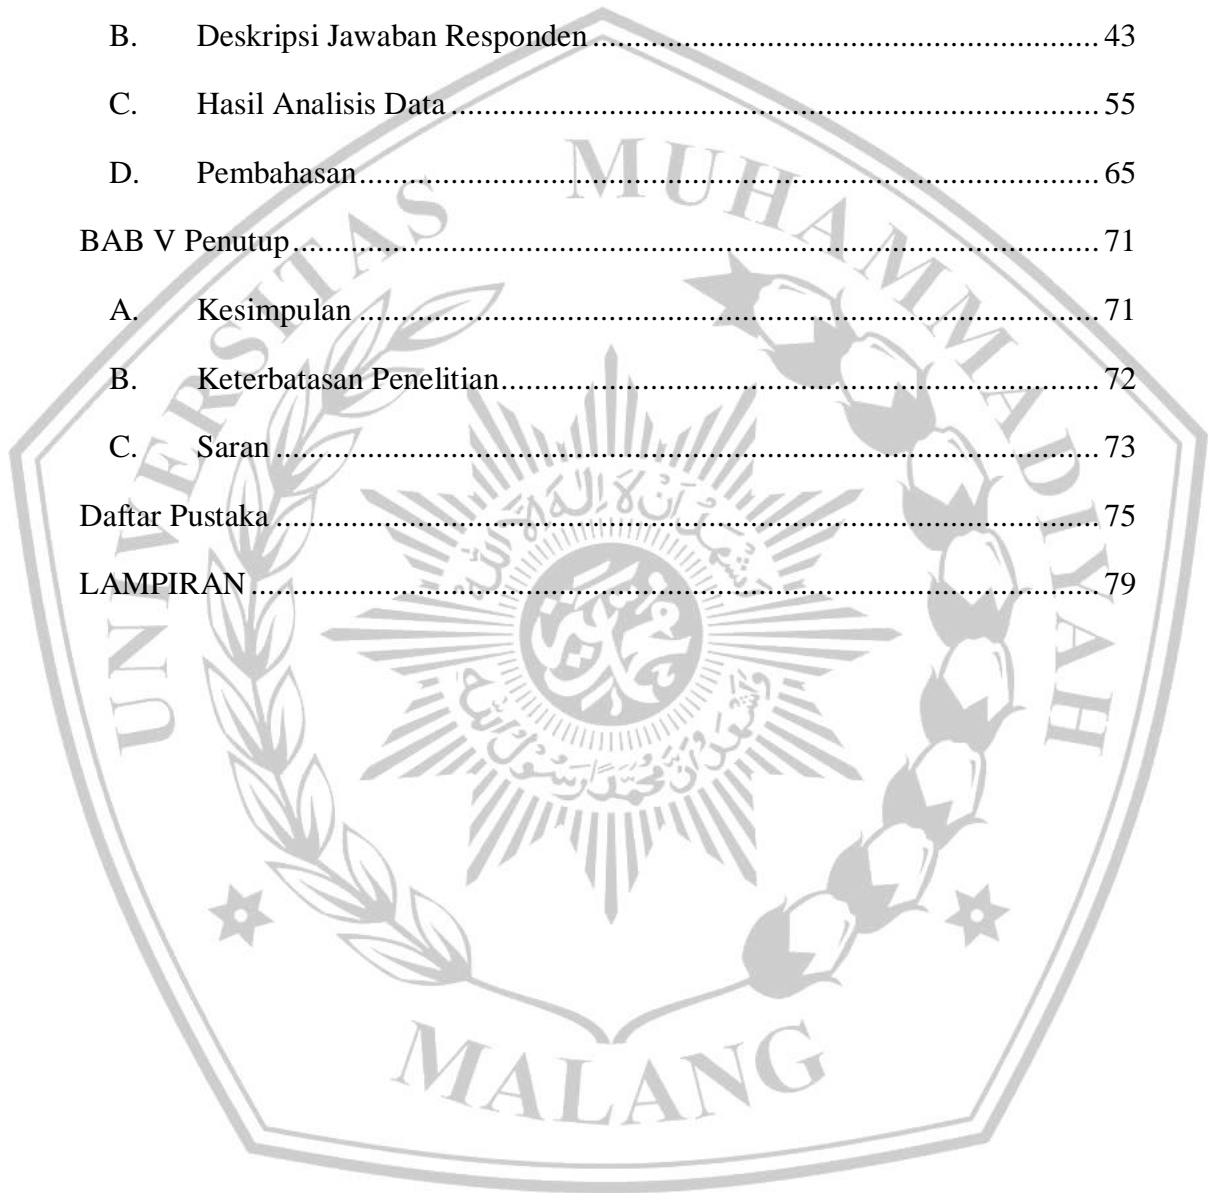 B. Deskripsi Jawaban Responden.......................................................... 43
C. Hasil Analisis Data.......................................................................... 55
D. Pembahasan..................................................................................... 65
BAB V Penutup............................................................................................ 71
A. Kesimpulan ..................................................................................... 71
B. Keterbatasan Penelitian.................................................................... 72
C. Saran ............................................................................................... 73
Daftar Pustaka .............................................................................................. 75
LAMPIRAN................................................................................................. 79
UNIVERSITAS MUHAMMADIYAH
MALANG